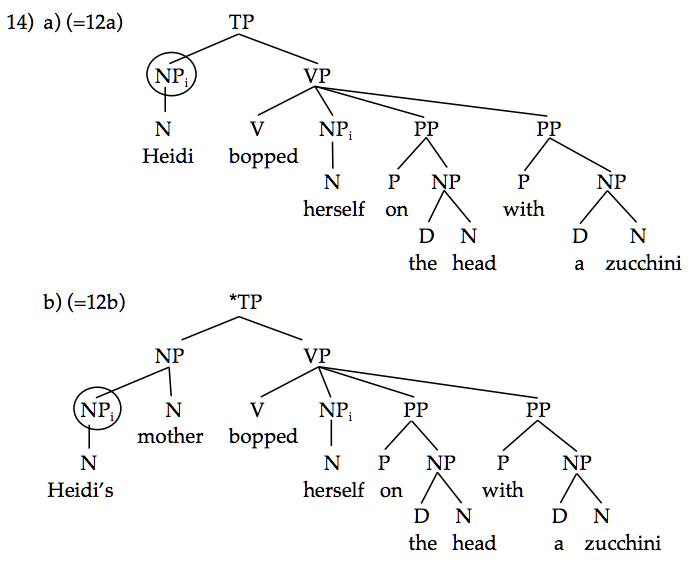 14) a) (=12a) TP
NPi VP
N V NPi PP PP
Heidi bopped
N P NP P NP
herself on with
D N D N
the head a zucchini
b) (=12b) *TP
NP VP
NPi N V NPi PP PP
mother bopped
N N P NP P NP
Heidi’s herself on with
D N D N
the head a zucchini